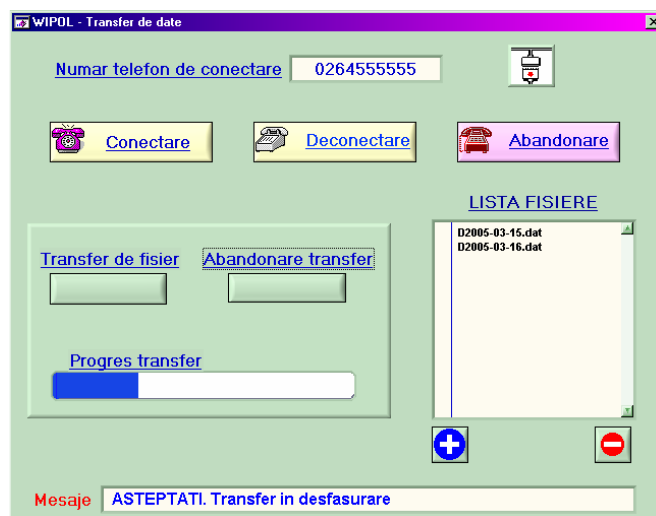 WIPOL - Transfer de date
Numar telefon de conectare 0264555555
Conectare Deconectare Abandonare
LISTA FISIERE
D2005-03-15.dat
D2005-03-16.dat
Transfer de fisier Abandonare transfer
Progres transfer
Mesaje ASTEPTATI. Transfer in desfasurare